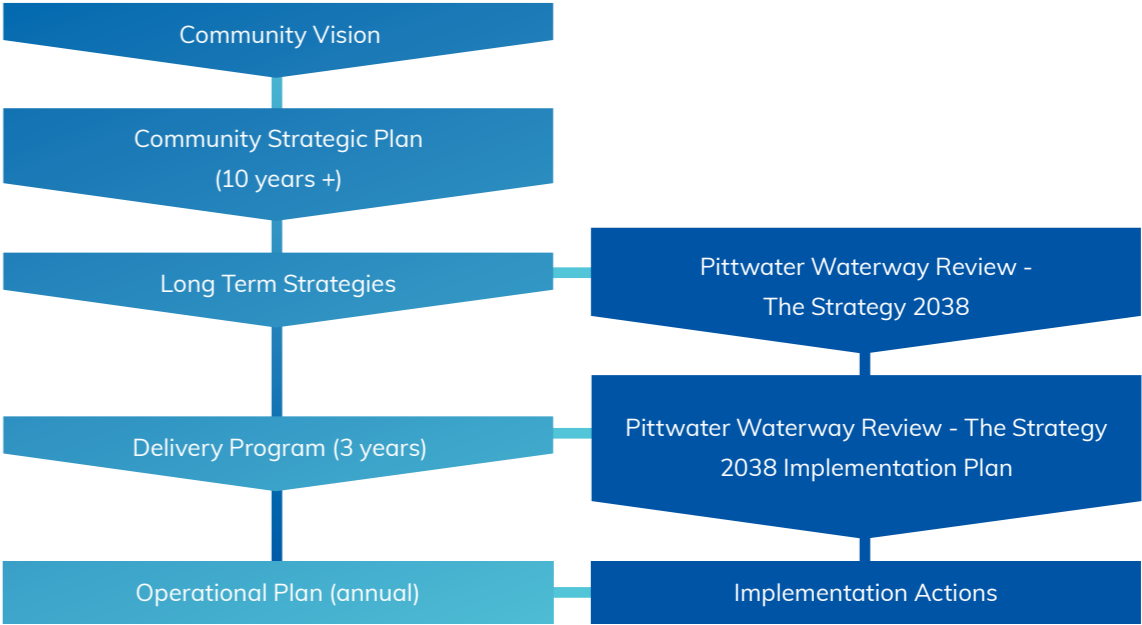 Community Vision
Community Strategic Plan
(10 years +)
Long Term Strategies
Pittwater Waterway Review -
The Strategy 2038
Delivery Program (3 years)
Pittwater Waterway Review - The Strategy
2038 Implementation Plan
Operational Plan (annual)
Implementation Actions